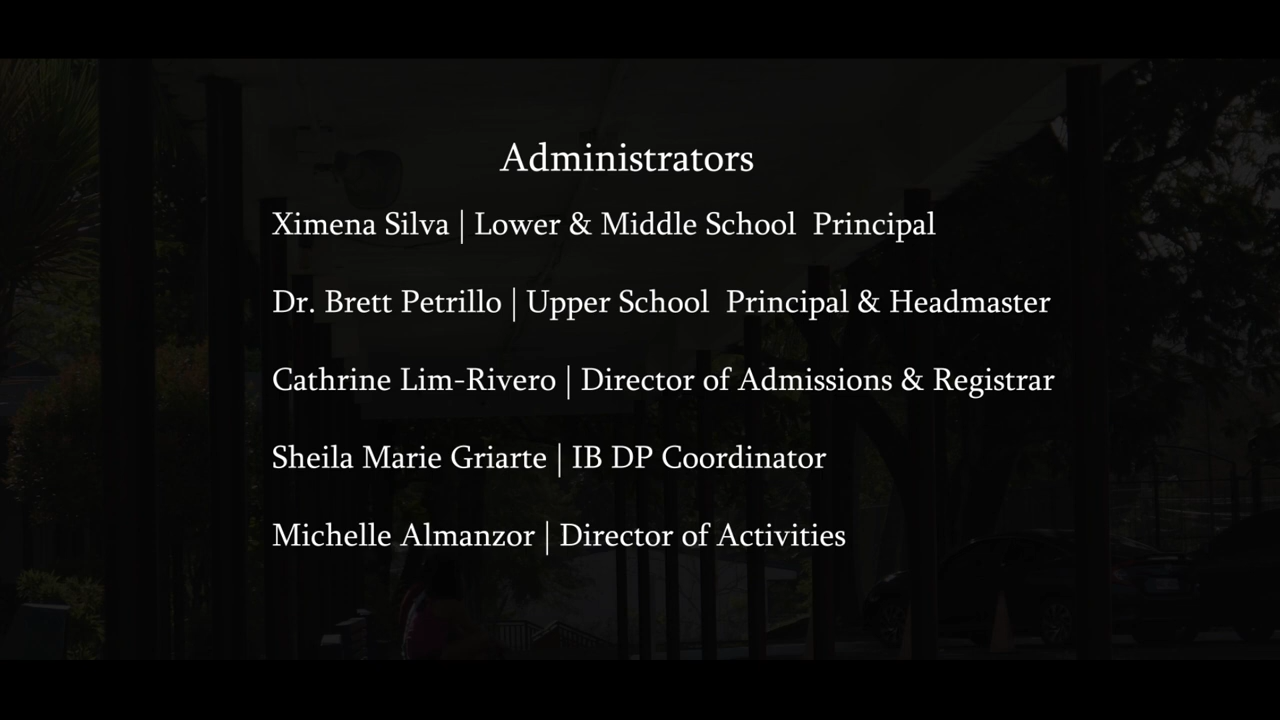 Administrators
Ximena Silva | Lower & Middle School  Principal
Dr. Brett Petrillo | Upper School  Principal & Headmaster
Cathrine Lim-Rivero | Director of Admissions & Registrar
Sheila Marie Griarte | IB DP Coordinator
Michelle Almanzor | Director of Activities